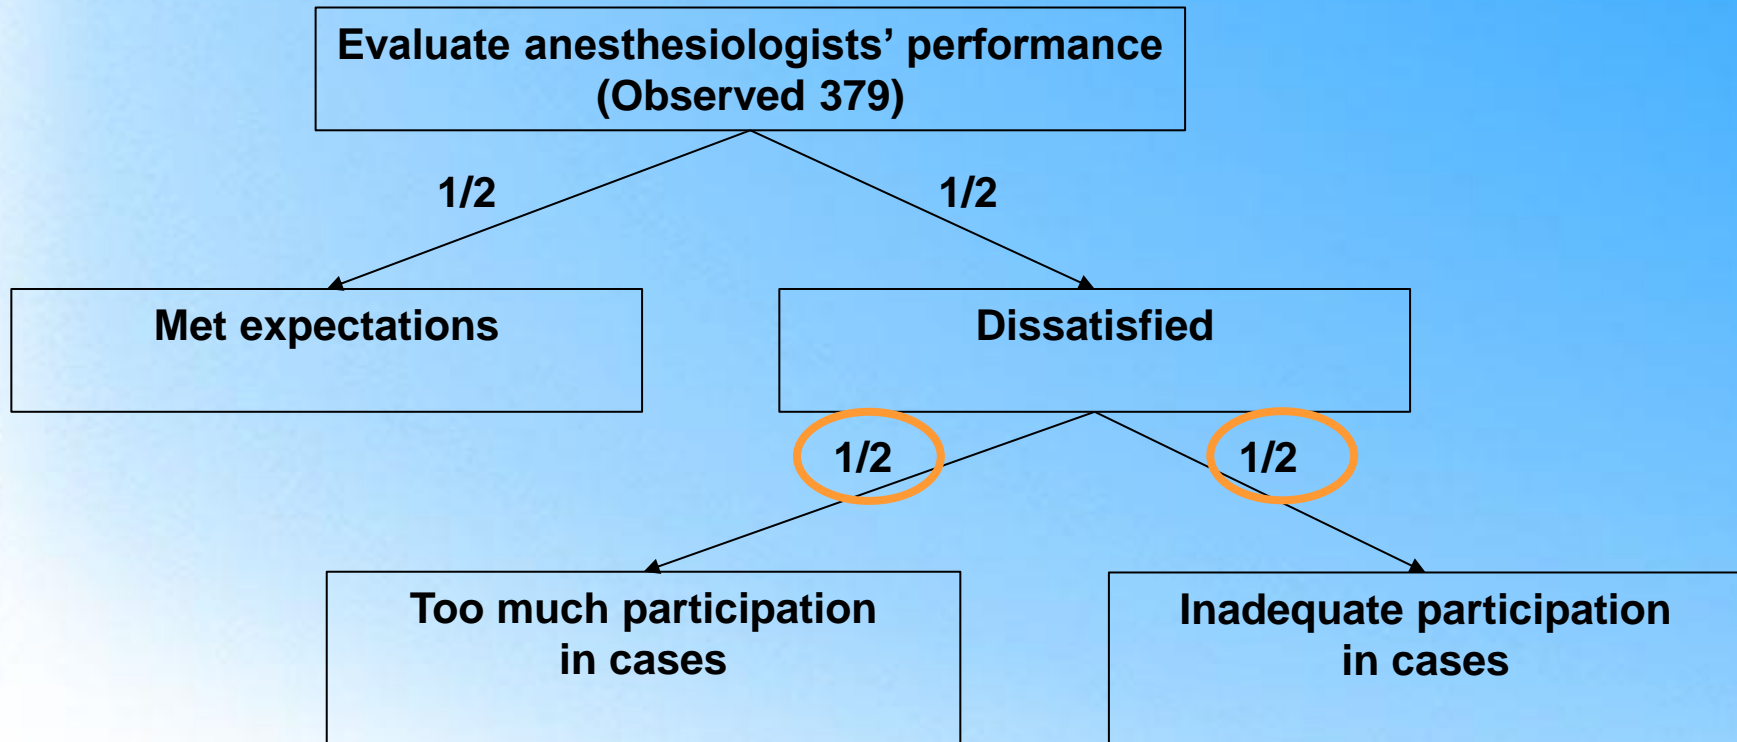 Evaluate anesthesiologists’ performance
(Observed 379)
1/2
1/2
Met expectations
Dissatisfied
1/2
1/2
Too much participation
in cases
Inadequate participation
in cases